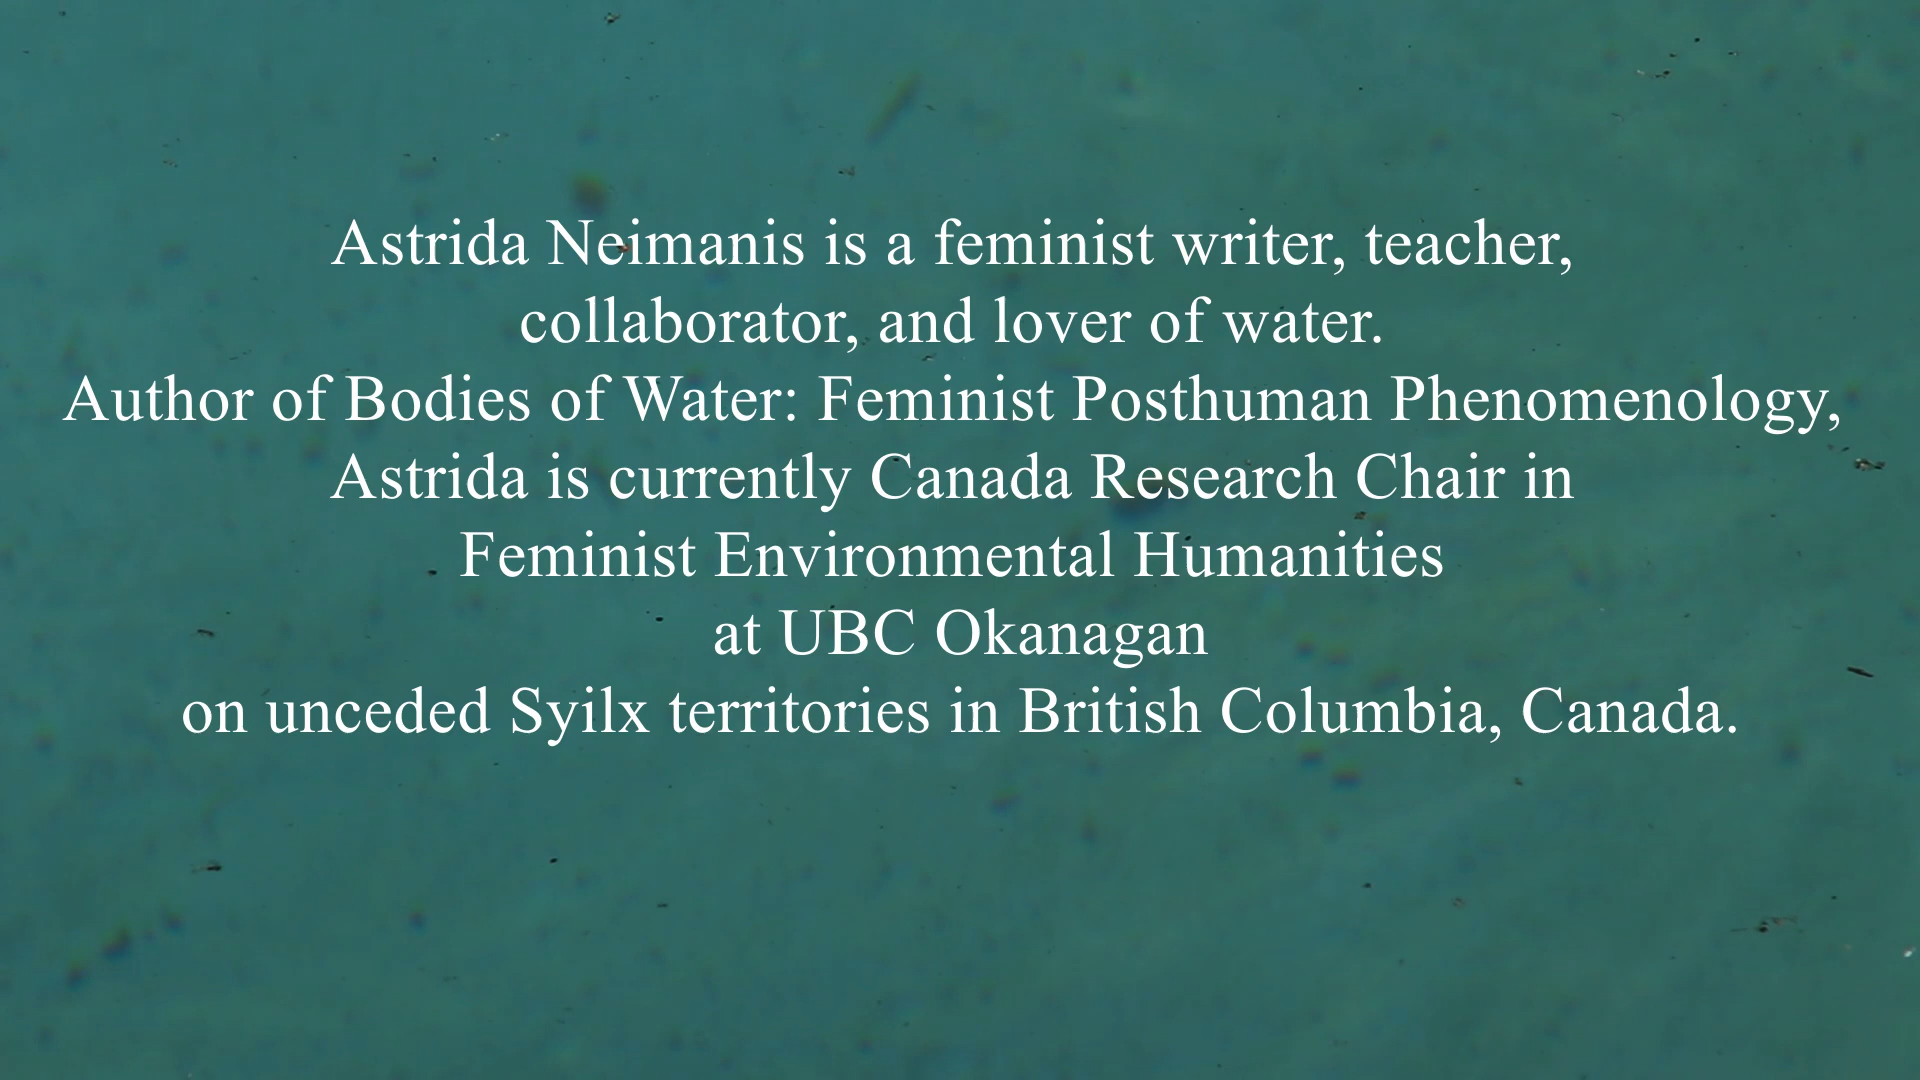 Astrida Neimanis is a feminist writer, teacher,
collaborator, and lover of water.
Author of Bodies of Water: Feminist Posthuman Phenomenology,
Astrida is currently Canada Research Chair in
Feminist Environmental Humanities
at UBC Okanagan
on unceded Syilx territories in British Columbia, Canada.